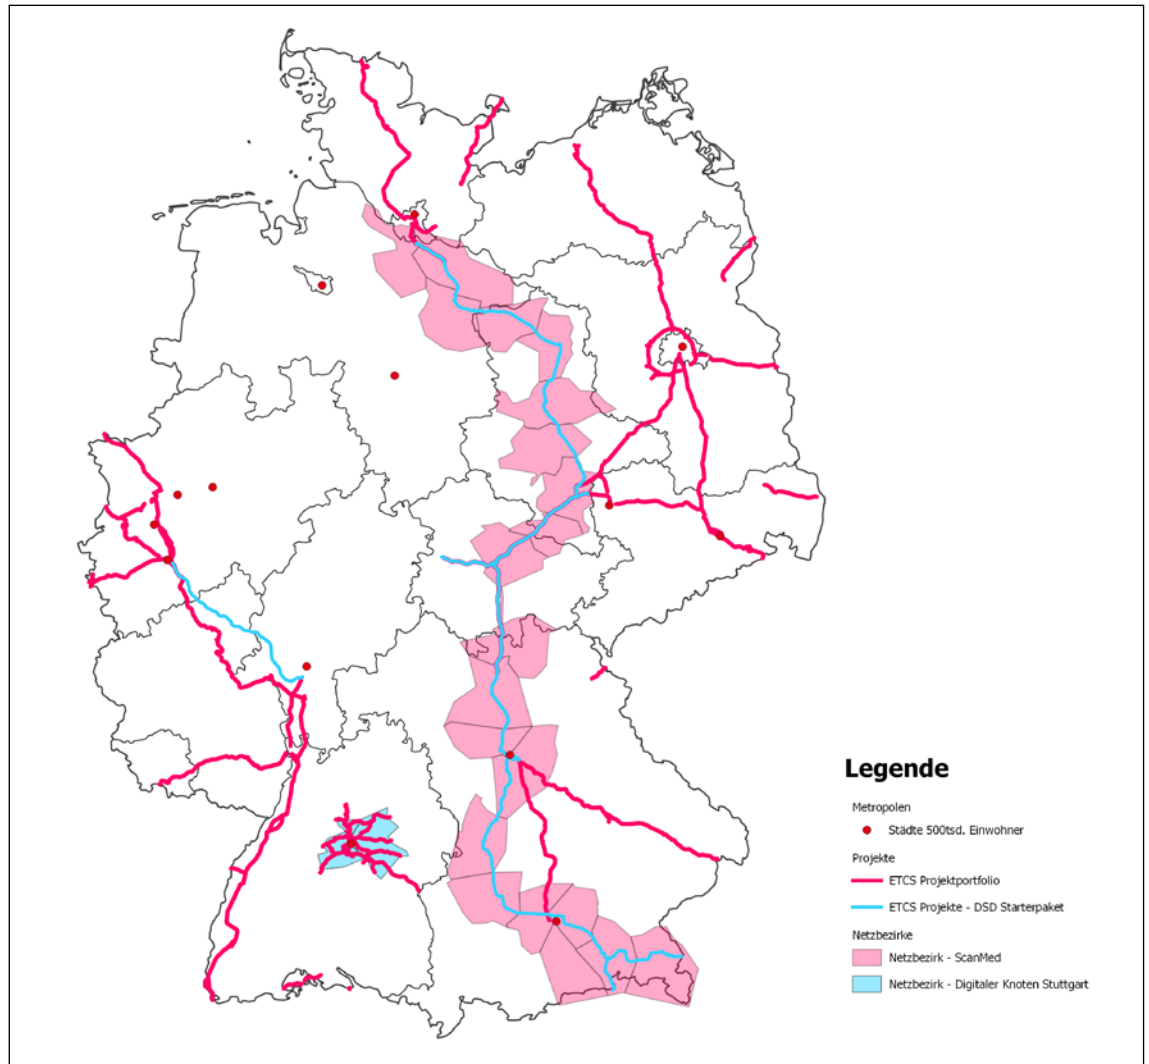 Legende
Metropolen
Städte 500tsd. Einwohner
Projekte
ETCS Projektportfolio
ETCS Projekte - DSD Starterpaket
Netzbezirke
Netzbezirk - ScanMed
Netzbezirk - Digitaler Knoten Stuttgart